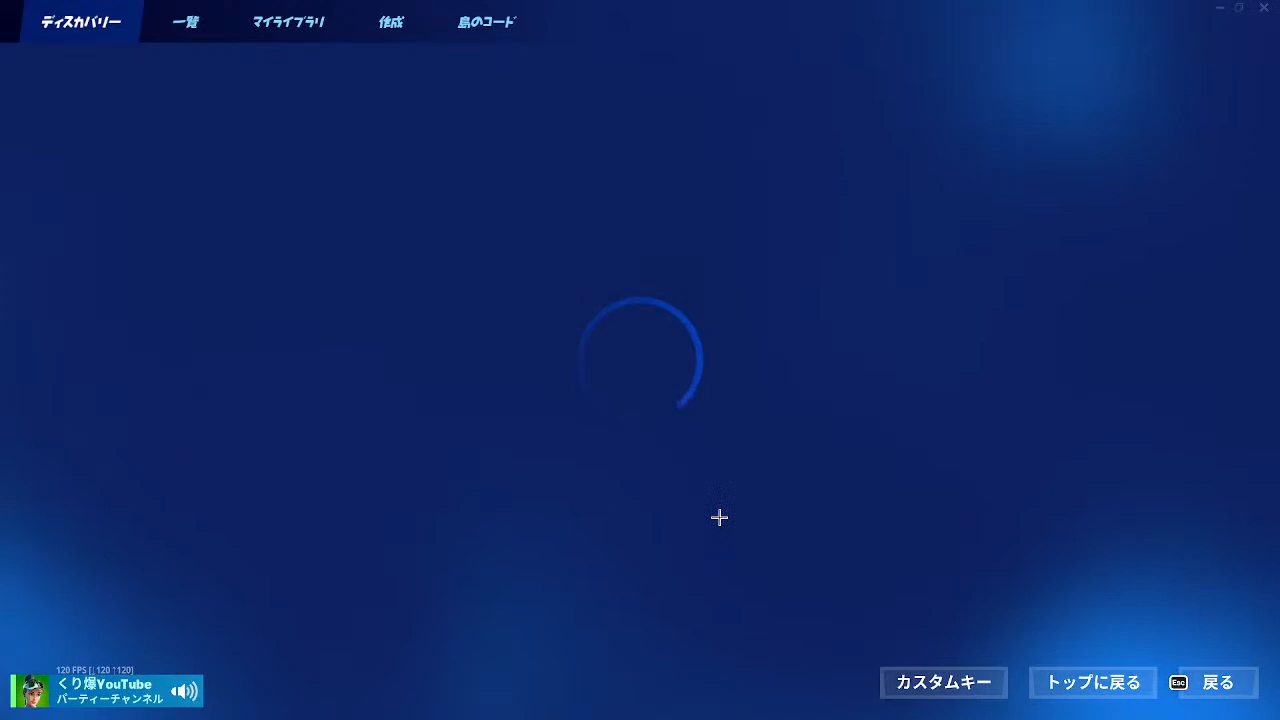 ディスカバリー
一覧
マイライブラリ
作成
島のコード
120 FPS [↓120 ↑120]
くり爆YouTube
パーティーチャンネル
カスタムキー
トップに戻る
Esc
戻る